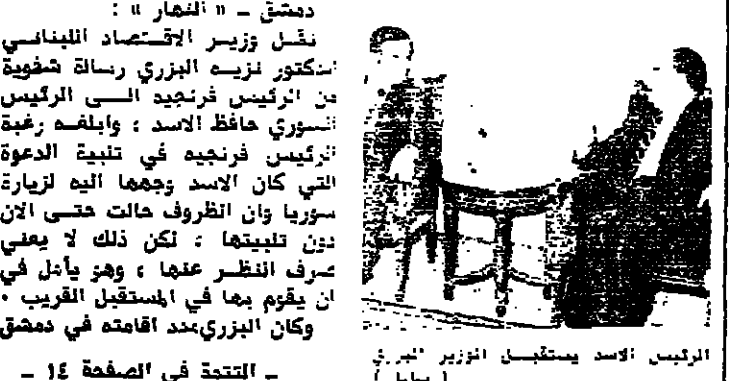 دمشق – « النهار » :
نقل وزير الاقتصاد اللبناني
الدكتور نزيه البزري رسالة شفوية
من الرئيس فرنجيه الى الرئيس
السوري حافظ الاسد ؛ وابلغه رغبة
الرئيس فرنجيه في تلبية الدعوة
التي كان الاسد وجهها اليه لزيارة
سوريا وان الظروف حالت حتى الان
دون تلبيتها ؛ لكن ذلك لا يعني
صرف النظر عنها ؛ وهو يأمل في
ان يقوم بها في المستقبل القريب .
وكان البزري مدد اقامته في دمشق
– التتمة في الصفحة ١٤ –
الرئيس الاسد يستقبل الوزير البزري